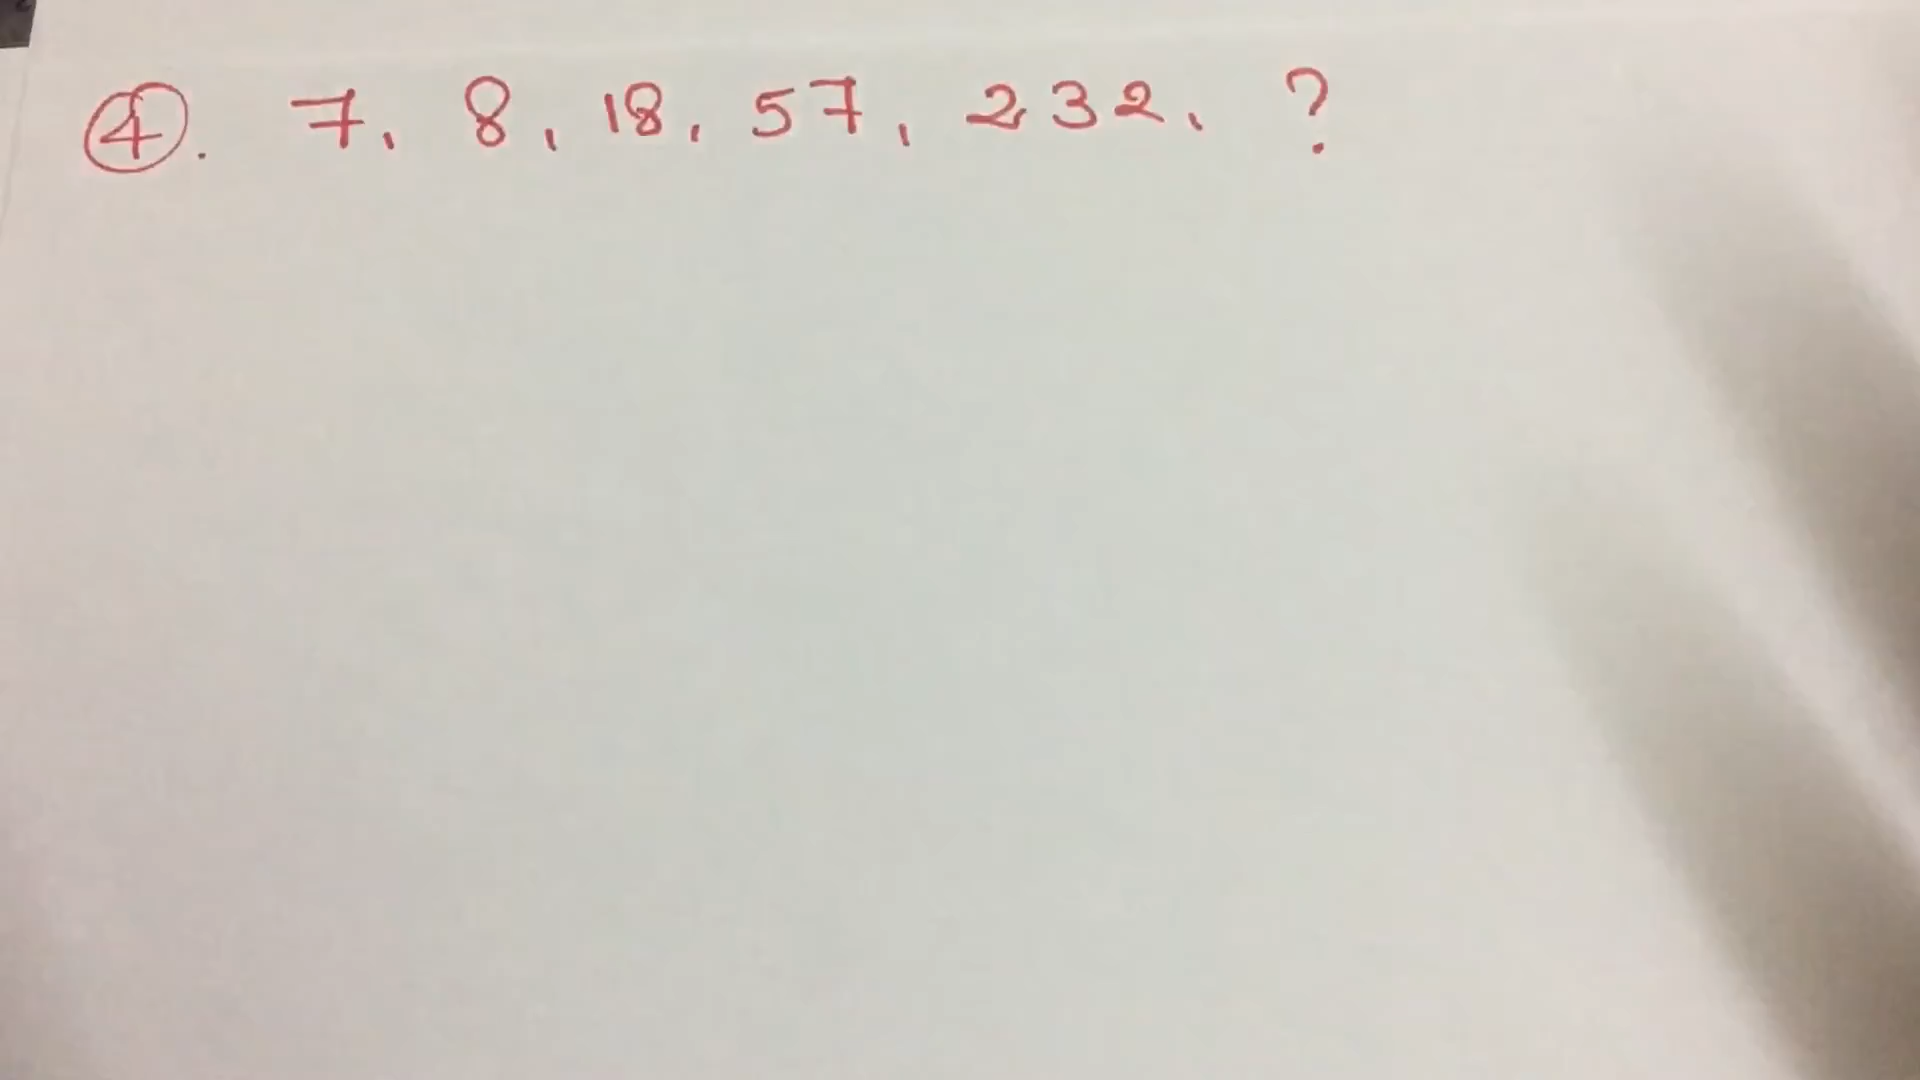 ④. 7, 8, 18, 57, 232, ?